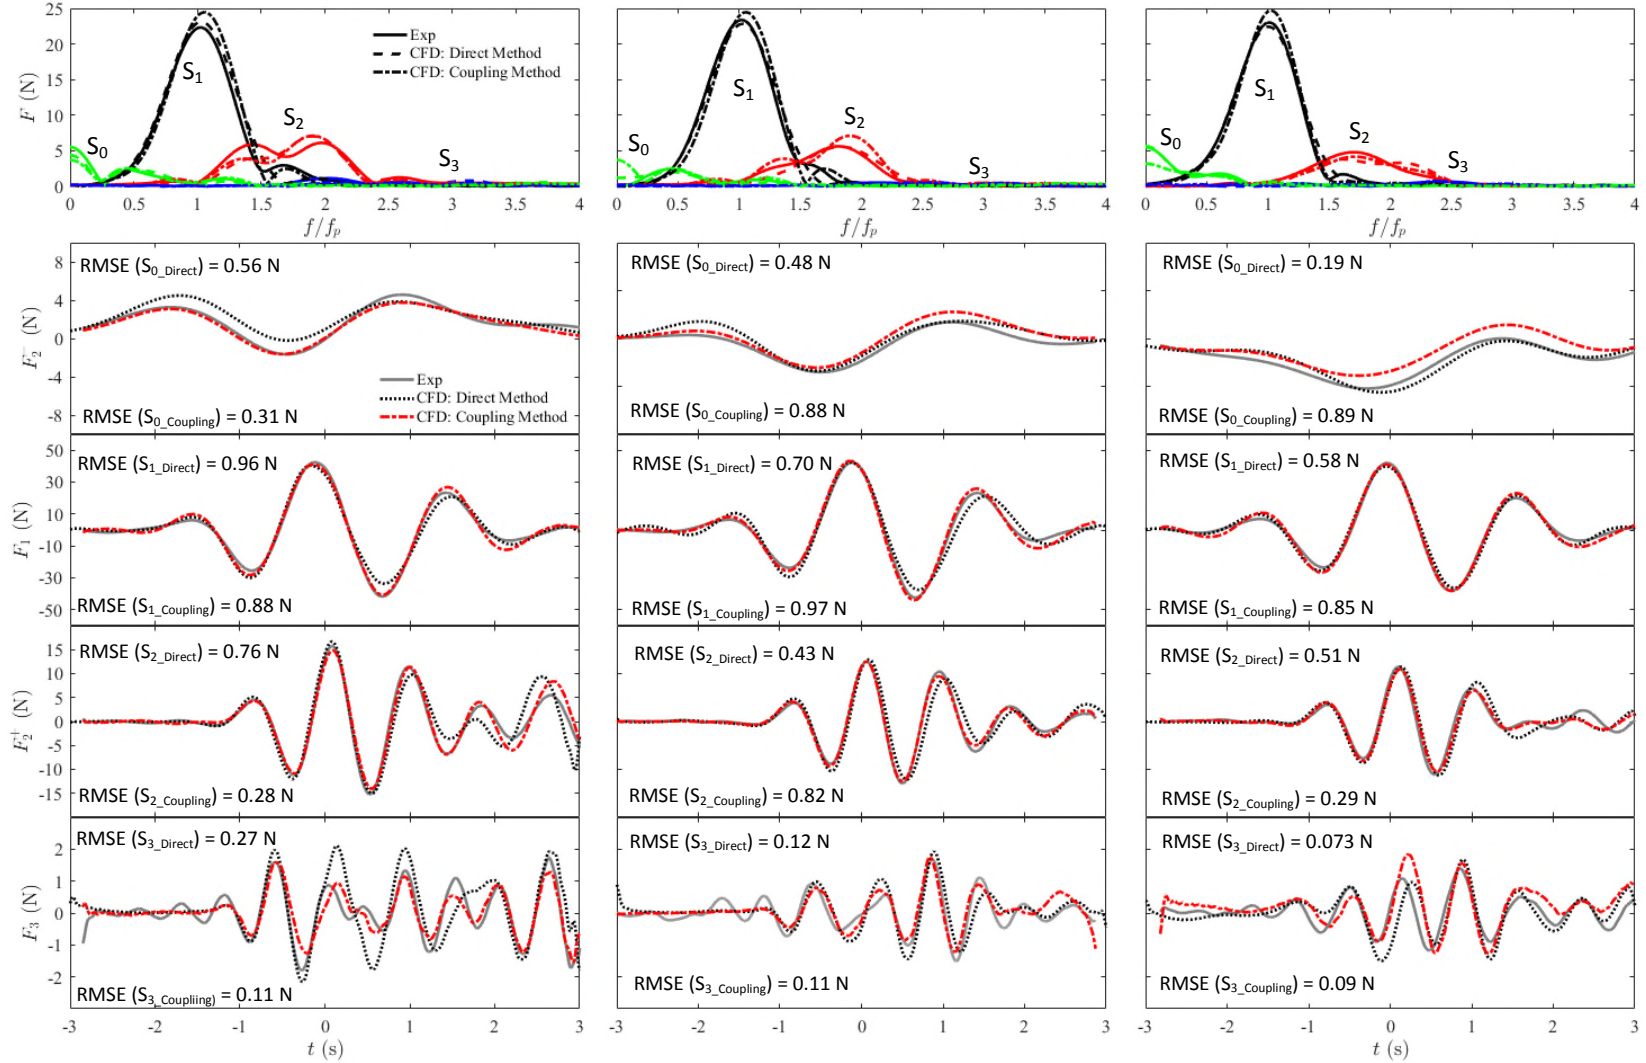 25
20
15
10
5
0
F (N)
Exp
CFD: Direct Method
CFD: Coupling Method
S0
S1
S2
S3
0 0.5 1 1.5 2 2.5 3 3.5 4
f/fp
S0
S1
S2
S3
0 0.5 1 1.5 2 2.5 3 3.5 4
f/fp
S0
S1
S2
S3
0 0.5 1 1.5 2 2.5 3 3.5 4
f/fp
8
4
0
-4
-8
F2− (N)
RMSE (S0_Direct) = 0.56 N
Exp
CFD: Direct Method
CFD: Coupling Method
RMSE (S0_Coupling) = 0.31 N
RMSE (S0_Direct) = 0.48 N
RMSE (S0_Coupling) = 0.88 N
RMSE (S0_Direct) = 0.19 N
RMSE (S0_Coupling) = 0.89 N
50
30
10
-10
-30
-50
F1 (N)
RMSE (S1_Direct) = 0.96 N
RMSE (S1_Coupling) = 0.88 N
RMSE (S1_Direct) = 0.70 N
RMSE (S1_Coupling) = 0.97 N
RMSE (S1_Direct) = 0.58 N
RMSE (S1_Coupling) = 0.85 N
15
10
5
0
-5
-10
-15
F2+ (N)
RMSE (S2_Direct) = 0.76 N
RMSE (S2_Coupling) = 0.28 N
RMSE (S2_Direct) = 0.43 N
RMSE (S2_Coupling) = 0.82 N
RMSE (S2_Direct) = 0.51 N
RMSE (S2_Coupling) = 0.29 N
2
1
0
-1
-2
F3 (N)
RMSE (S3_Direct) = 0.27 N
RMSE (S3_Coupliing) = 0.11 N
RMSE (S3_Direct) = 0.12 N
RMSE (S3_Coupling) = 0.11 N
RMSE (S3_Direct) = 0.073 N
RMSE (S3_Coupling) = 0.09 N
-3 -2 -1 0 1 2 3
t (s)
-3 -2 -1 0 1 2 3
-3 -2 -1 0 1 2 3
t (s)